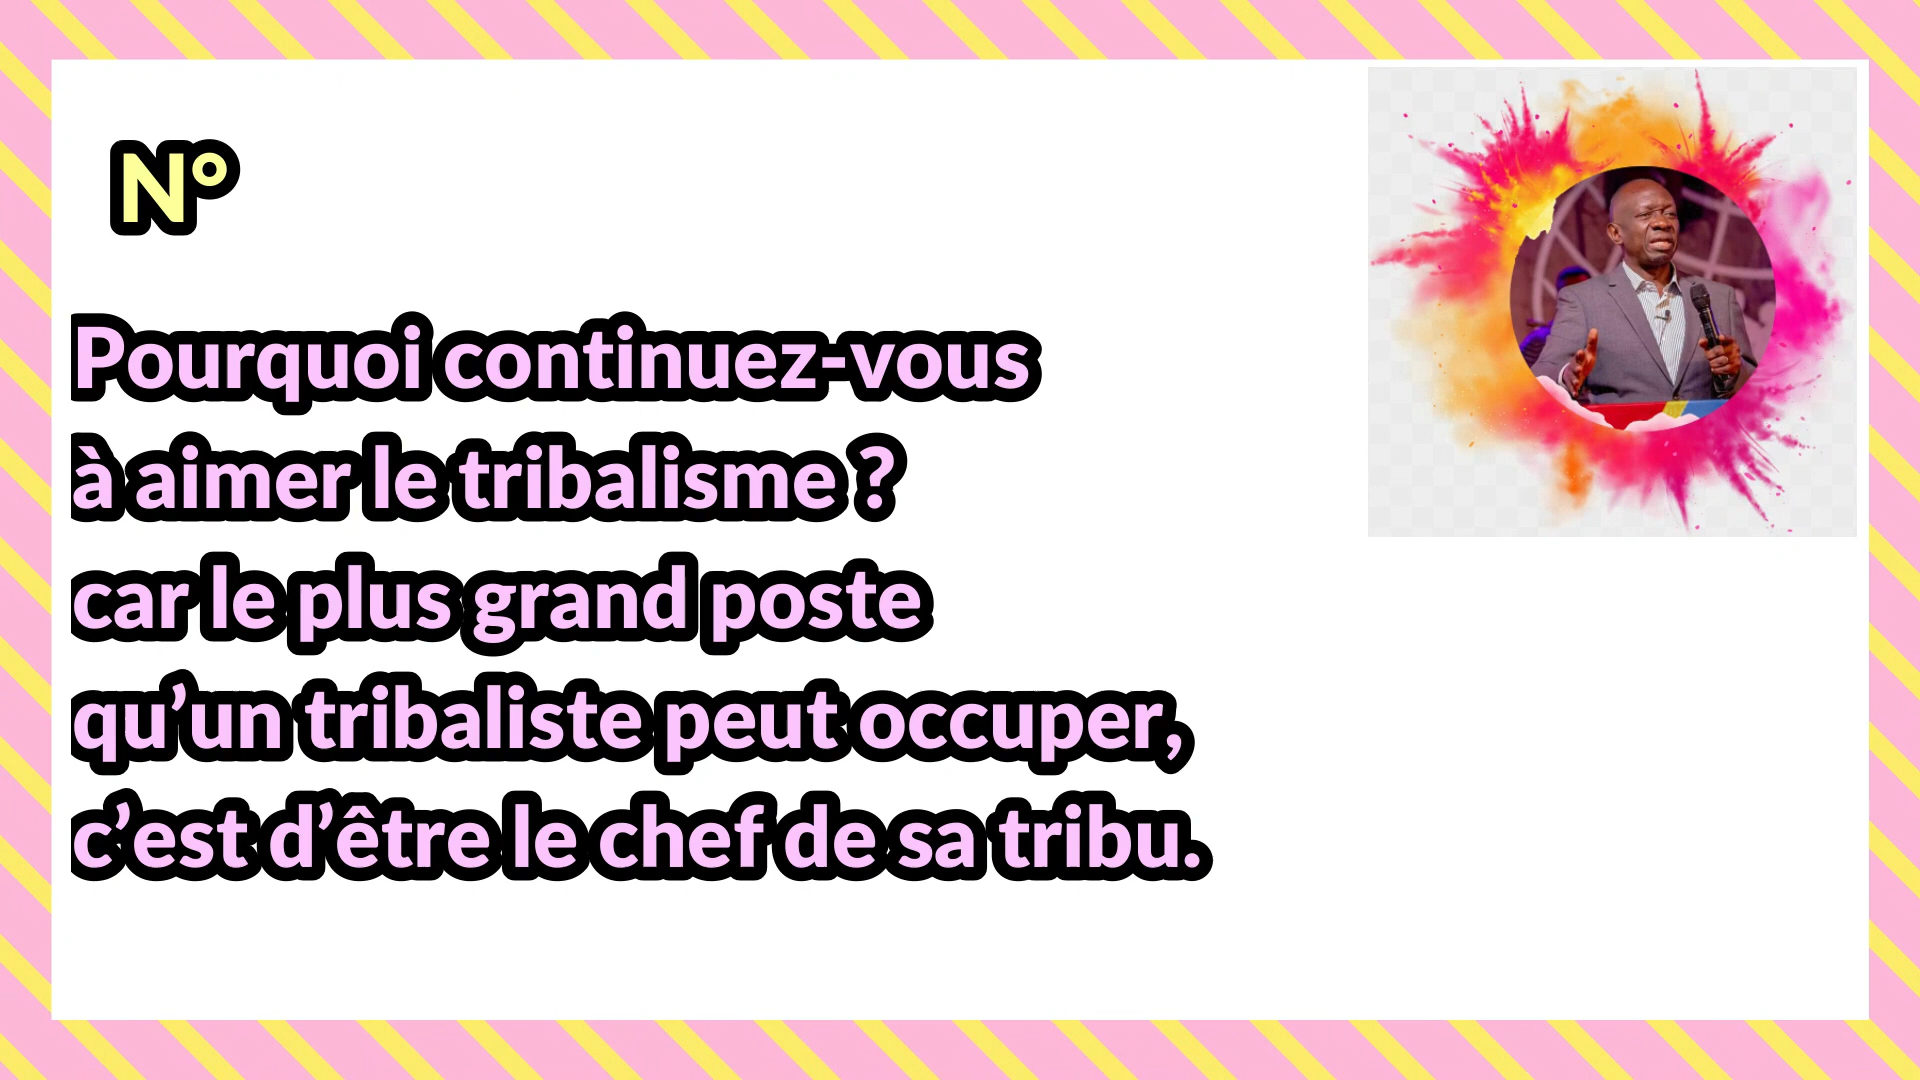 N°
Pourquoi continuez-vous
à aimer le tribalisme ?
car le plus grand poste
qu’un tribaliste peut occuper,
c’est d’être le chef de sa tribu.